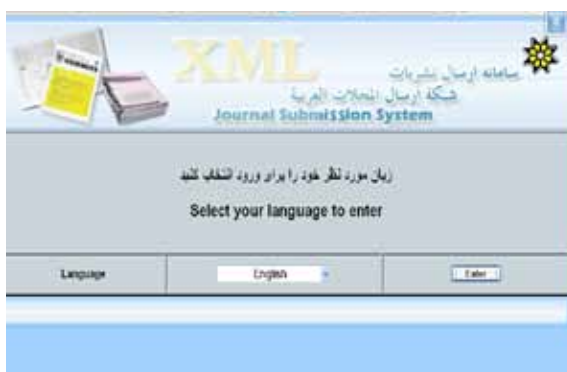 XML
سامانه ارسال نشریات
شبكة ارسال المجلات العربية
Journal Submission System
زبان مورد نظر خود را برای ورود انتخاب کنید
Select your language to enter
Language
English
Enter